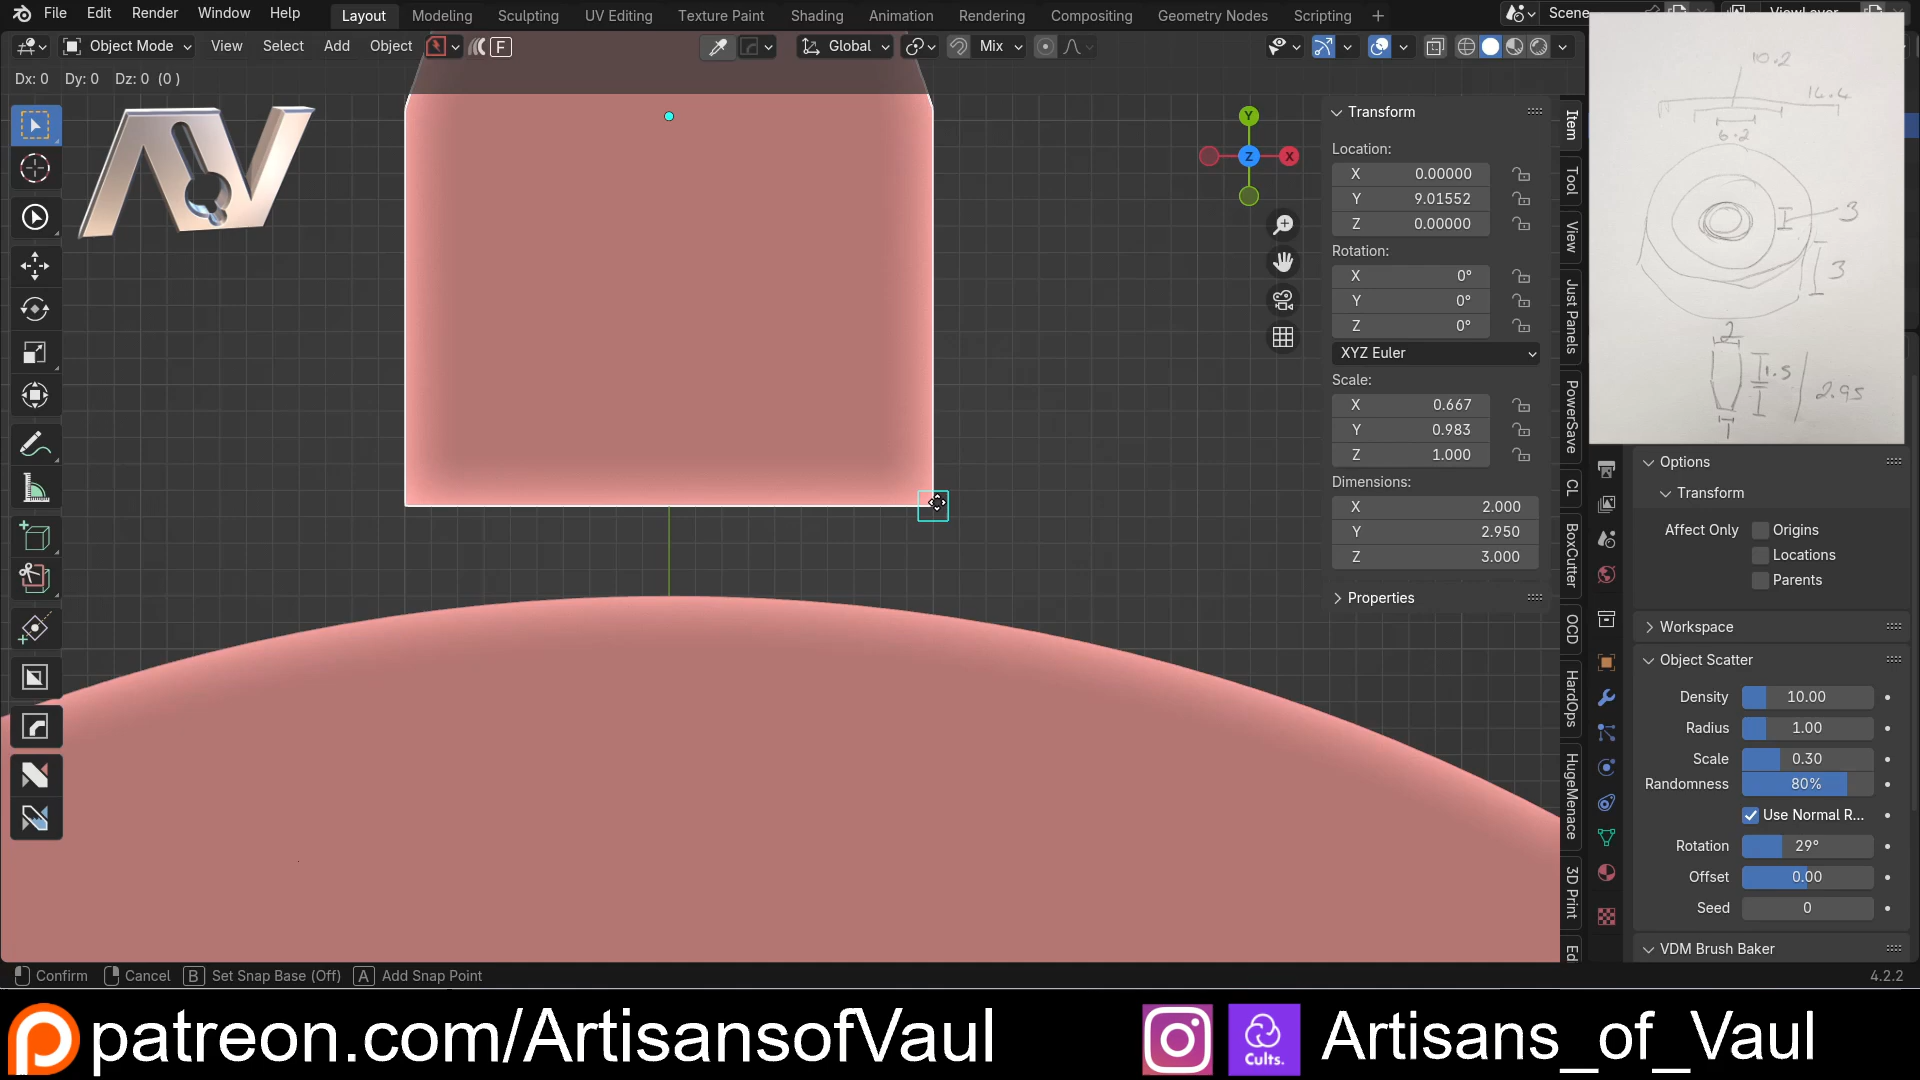 File Edit Render Window Help
Layout Modeling Sculpting UV Editing Texture Paint Shading Animation Rendering Compositing Geometry Nodes Scripting +
Scene ViewLayer
Object Mode View Select Add Object F Global Mix
Dx: 0 Dy: 0 Dz: 0 (0 )
AV
Y
Z
X
Transform
Location:
X 0.00000
Y 9.01552
Z 0.00000
Rotation:
X 0°
Y 0°
Z 0°
XYZ Euler
Scale:
X 0.667
Y 0.983
Z 1.000
Dimensions:
X 2.000
Y 2.950
Z 3.000
Properties
Item
Tool
View
Just Panels
PowerSave
CL
BoxCutter
OCD
HardOps
HugeMenace
3D Print
Ed
10.2
6.2
3
3
2
1.5
2.95
1
Options
Transform
Affect Only Origins
Locations
Parents
Workspace
Object Scatter
Density 10.00
Radius 1.00
Scale 0.30
Randomness 80%
Use Normal R...
Rotation 29°
Offset 0.00
Seed 0
VDM Brush Baker
Confirm Cancel B Set Snap Base (Off) A Add Snap Point
4.2.2
patreon.com/ArtisansofVaul
Cults.
Artisans_of_Vaul